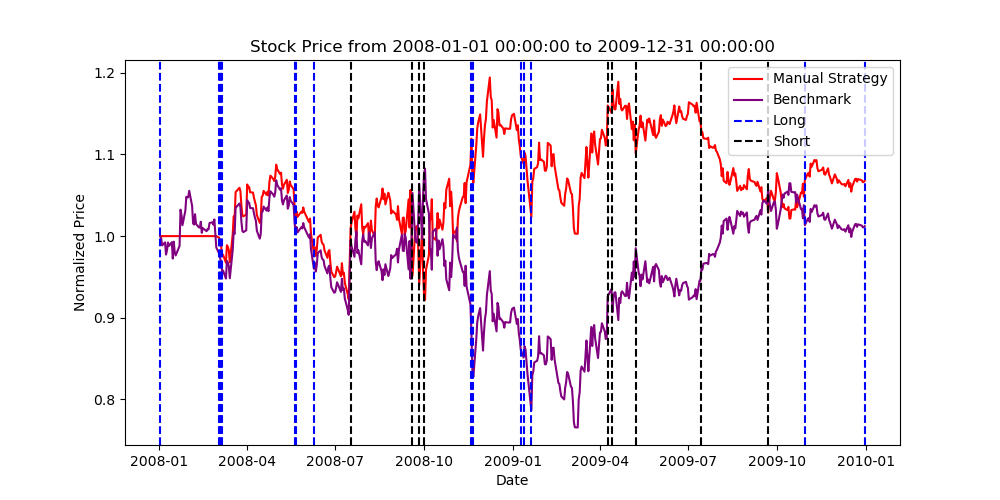 Stock Price from 2008-01-01 00:00:00 to 2009-12-31 00:00:00
Manual Strategy
Benchmark
Long
Short
Normalized Price
1.2
1.1
1.0
0.9
0.8
2008-01 2008-04 2008-07 2008-10 2009-01 2009-04 2009-07 2009-10 2010-01
Date